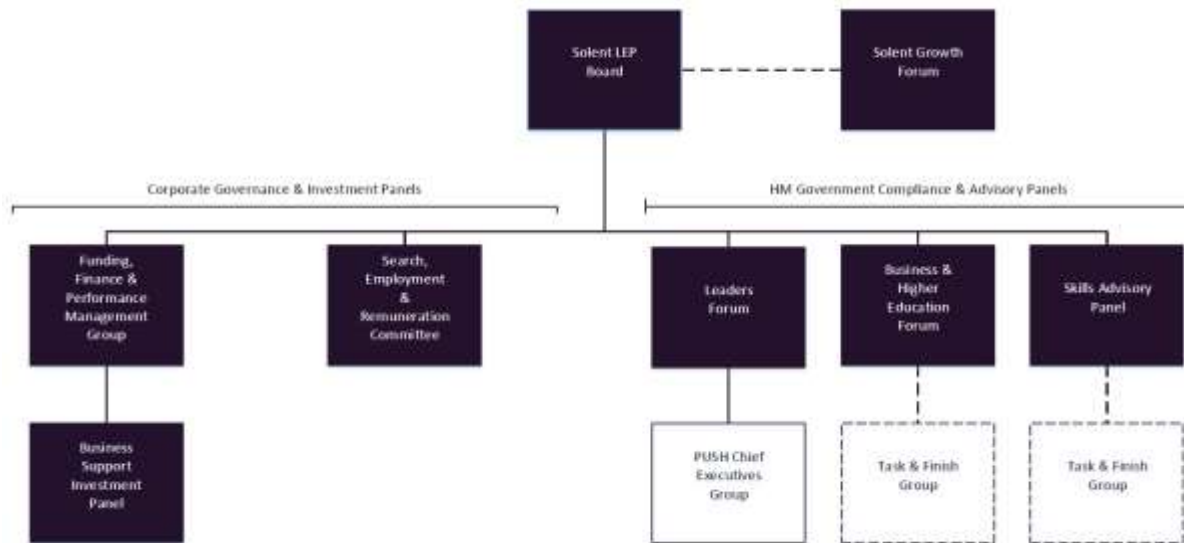 Solent LEP
Board
Solent Growth
Forum
Corporate Governance & Investment Panels
HM Government Compliance & Advisory Panels
Funding,
Finance &
Performance
Management
Group
Search,
Employment
&
Remuneration
Committee
Leaders
Forum
Business &
Higher
Education
Forum
Skills Advisory
Panel
Business
Support
Investment
Panel
PUSH Chief
Executives
Group
Task & Finish
Group
Task & Finish
Group